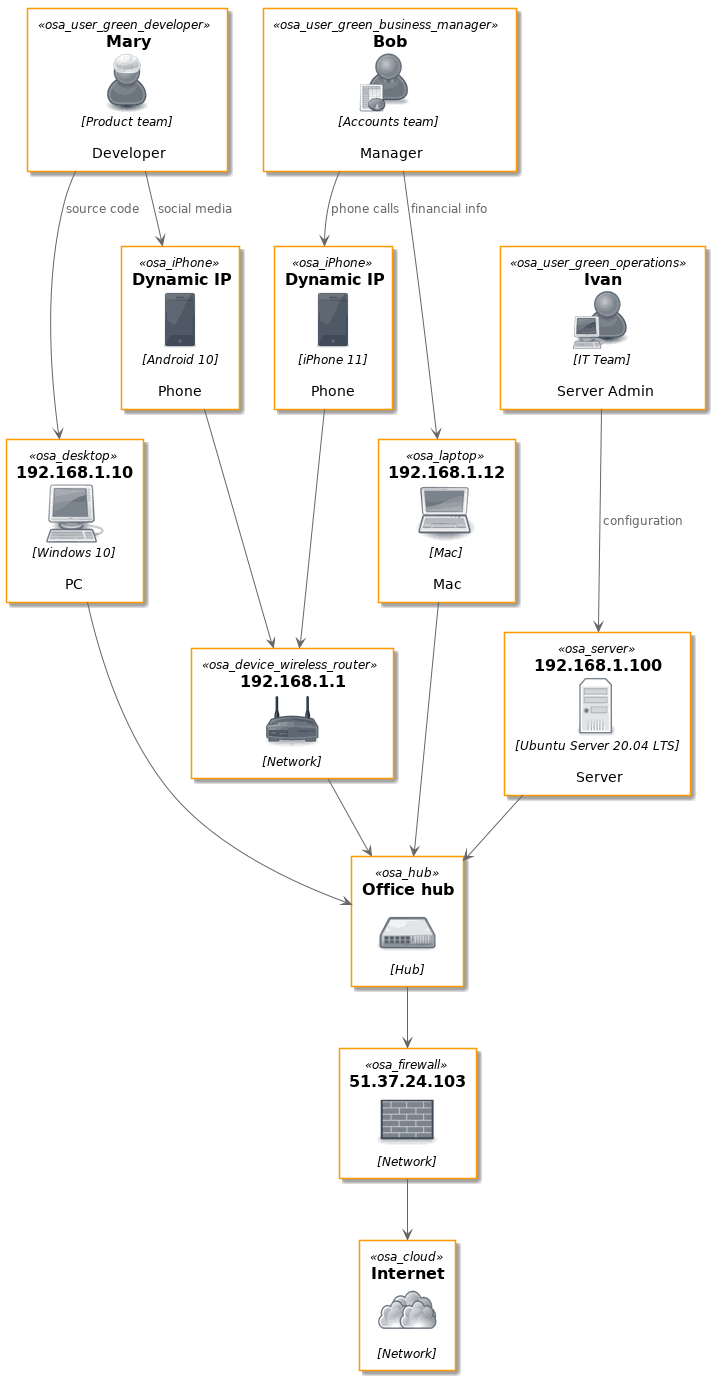 «osa_user_green_developer»
Mary
[Product team]
Developer
«osa_user_green_business_manager»
Bob
[Accounts team]
Manager
source code
social media
phone calls
financial info
«osa_iPhone»
Dynamic IP
[Android 10]
Phone
«osa_iPhone»
Dynamic IP
[iPhone 11]
Phone
«osa_user_green_operations»
Ivan
[IT Team]
Server Admin
«osa_desktop»
192.168.1.10
[Windows 10]
PC
«osa_laptop»
192.168.1.12
[Mac]
Mac
configuration
«osa_device_wireless_router»
192.168.1.1
[Network]
«osa_server»
192.168.1.100
[Ubuntu Server 20.04 LTS]
Server
«osa_hub»
Office hub
[Hub]
«osa_firewall»
51.37.24.103
[Network]
«osa_cloud»
Internet
[Network]